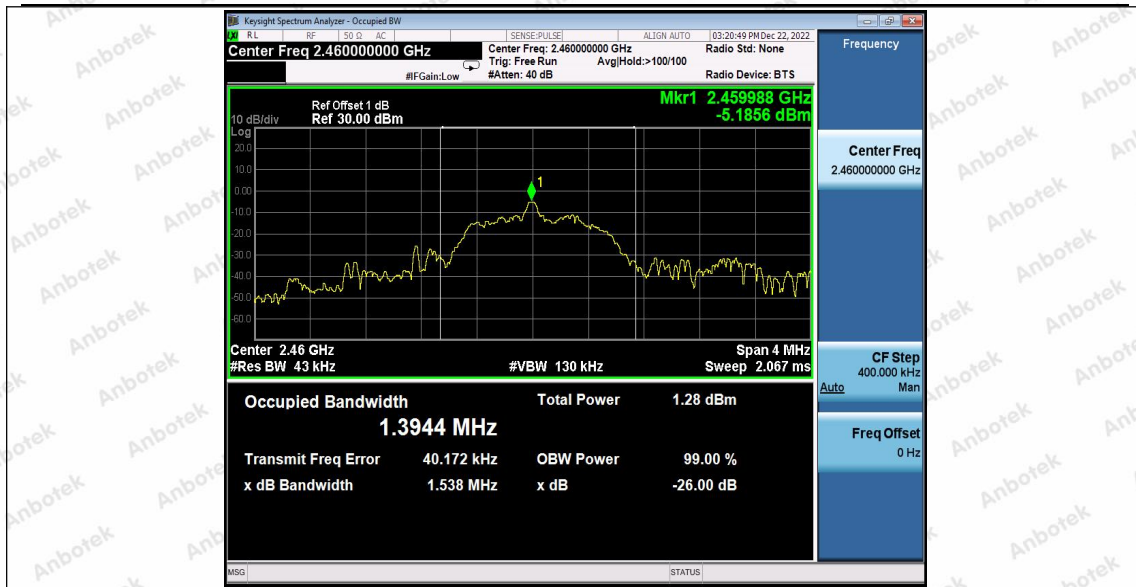 Keysight Spectrum Analyzer - Occupied BW
LXI RL RF 50 Ω AC SENSE:PULSE ALIGN AUTO 03:20:49 PM Dec 22, 2022
Center Freq 2.460000000 GHz Center Freq: 2.460000000 GHz Radio Std: None
Trig: Free Run Avg|Hold:>100/100
#IFGain:Low #Atten: 40 dB Radio Device: BTS
Frequency
Ref Offset 1 dB Mkr1 2.459988 GHz
10 dB/div Ref 30.00 dBm -5.1856 dBm
Log
20.0
10.0
0.00
-10.0
-20.0
-30.0
-40.0
-50.0
-60.0
1
Center 2.46 GHz Span 4 MHz
#Res BW 43 kHz #VBW 130 kHz Sweep 2.067 ms
Center Freq
2.460000000 GHz
CF Step
400.000 kHz
Auto Man
Freq Offset
0 Hz
Occupied Bandwidth Total Power 1.28 dBm
1.3944 MHz
Transmit Freq Error 40.172 kHz OBW Power 99.00 %
x dB Bandwidth 1.538 MHz x dB -26.00 dB
MSG STATUS
Anbotek